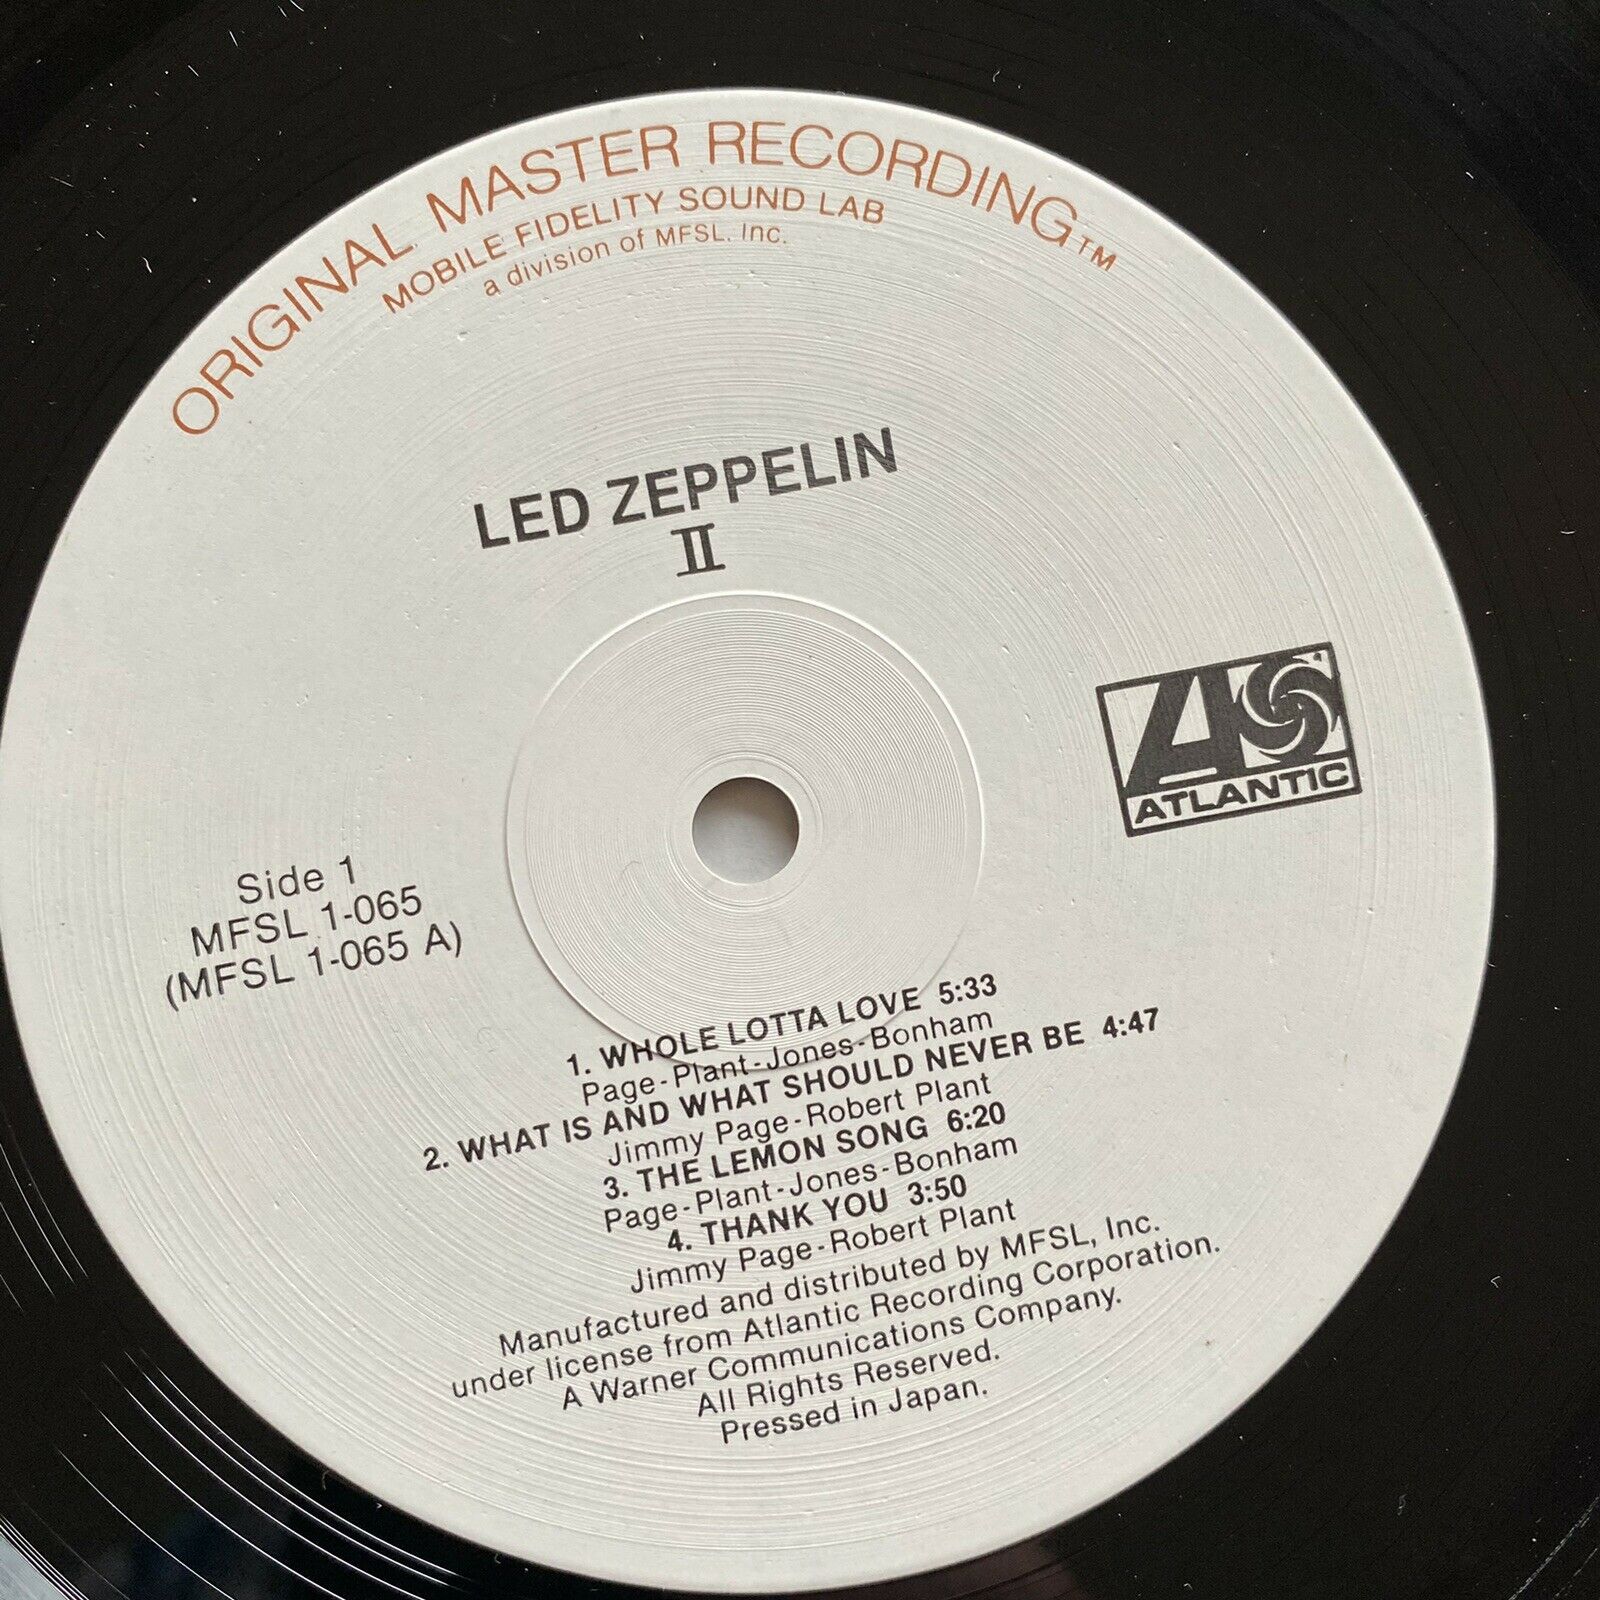 ORIGINAL MASTER RECORDING™
MOBILE FIDELITY SOUND LAB
a division of MFSL, Inc.
LED ZEPPELIN
II
ATLANTIC
Side 1
MFSL 1-065
(MFSL 1-065 A)
1. WHOLE LOTTA LOVE 5:33
Page-Plant-Jones-Bonham
2. WHAT IS AND WHAT SHOULD NEVER BE 4:47
Jimmy Page-Robert Plant
3. THE LEMON SONG 6:20
Page-Plant-Jones-Bonham
4. THANK YOU 3:50
Jimmy Page-Robert Plant
Manufactured and distributed by MFSL, Inc.
under license from Atlantic Recording Corporation.
A Warner Communications Company.
All Rights Reserved.
Pressed in Japan.